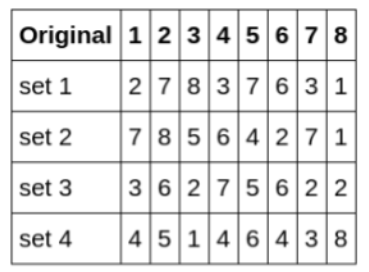 Original 1 2 3 4 5 6 7 8
set 1 2 7 8 3 7 6 3 1
set 2 7 8 5 6 4 2 7 1
set 3 3 6 2 7 5 6 2 2
set 4 4 5 1 4 6 4 3 8